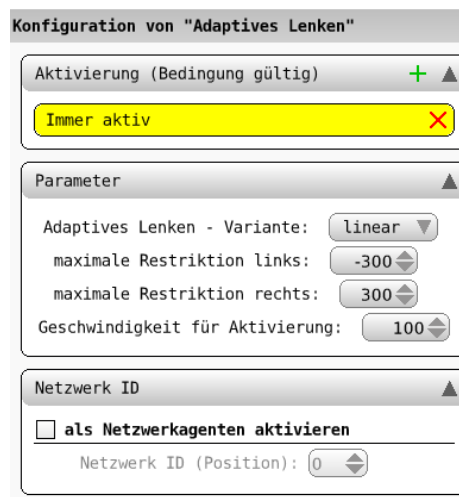 Konfiguration von "Adaptives Lenken"
Aktivierung (Bedingung gültig)
Immer aktiv
Parameter
Adaptives Lenken - Variante: linear
maximale Restriktion links: -300
maximale Restriktion rechts: 300
Geschwindigkeit für Aktivierung: 100
Netzwerk ID
als Netzwerkagenten aktivieren
Netzwerk ID (Position): 0